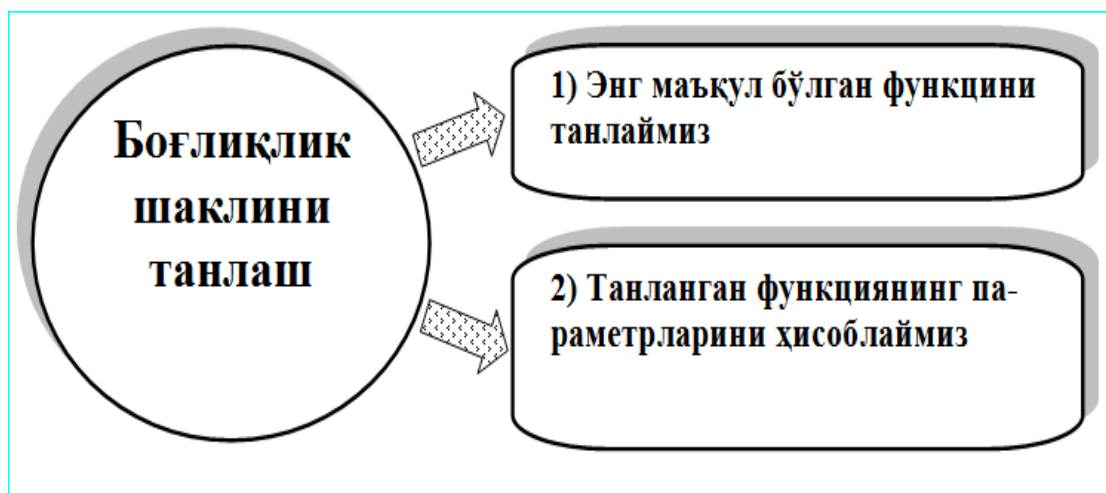 Боғлиқлик
шаклини
танлаш
1) Энг маъқул бўлган функцини
танлаймиз
2) Танланган функциянинг па-
раметрларини ҳисоблаймиз